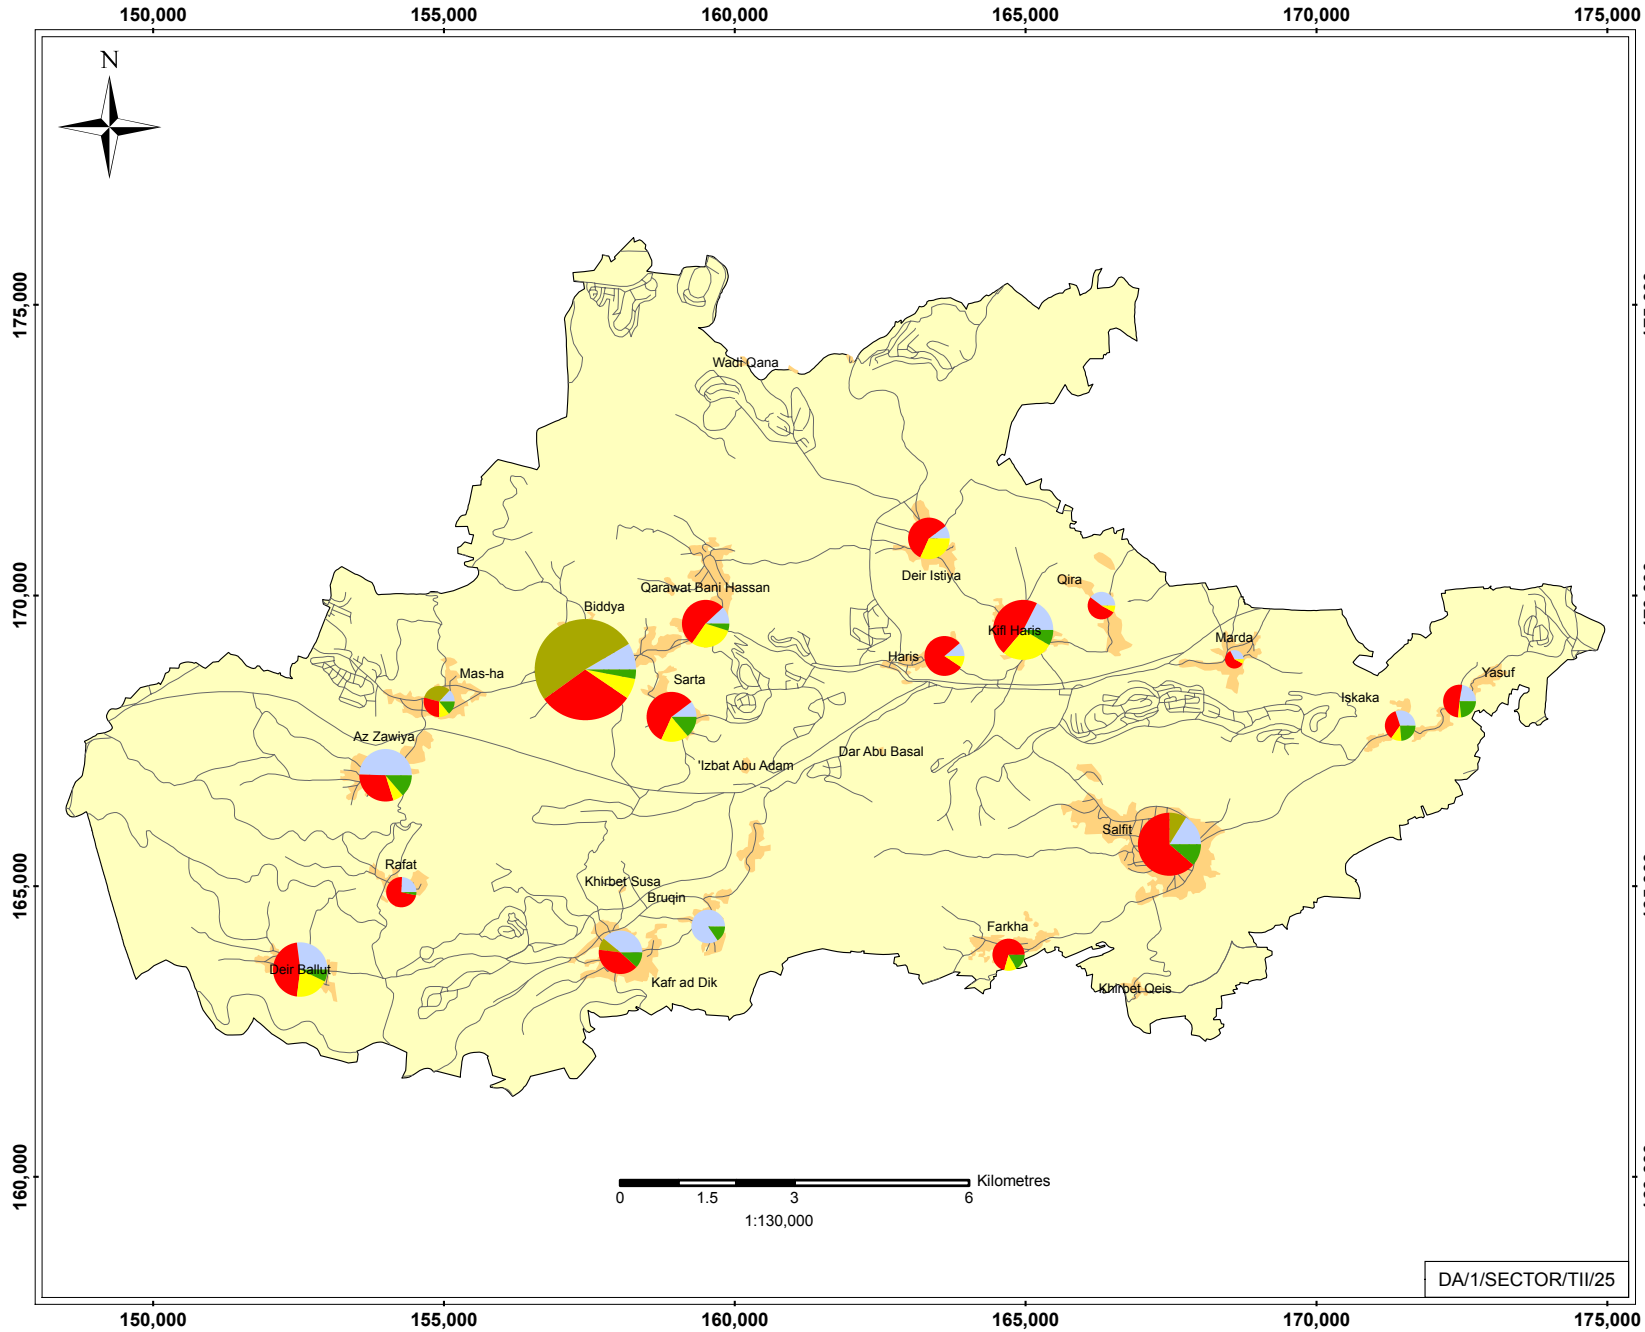 150,000 155,000 160,000 165,000 170,000 175,000
N
175,000
Wadi Qana
170,000
Deir Istiya
Qira
Qarawat Bani Hassan
Biddya
Kifl Haris
Marda
Haris
Mas-ha
Sarta
Yasuf
Iskaka
Az Zawiya
Dar Abu Basal
'Izbat Abu Adam
Salfit
165,000
Rafat
Khirbet Susa
Bruqin
Farkha
Deir Ballut
Kafr ad Dik
Khirbet Qeis
160,000
Kilometres
0 1.5 3 6
1:130,000
DA/1/SECTOR/TII/25
150,000 155,000 160,000 165,000 170,000 175,000